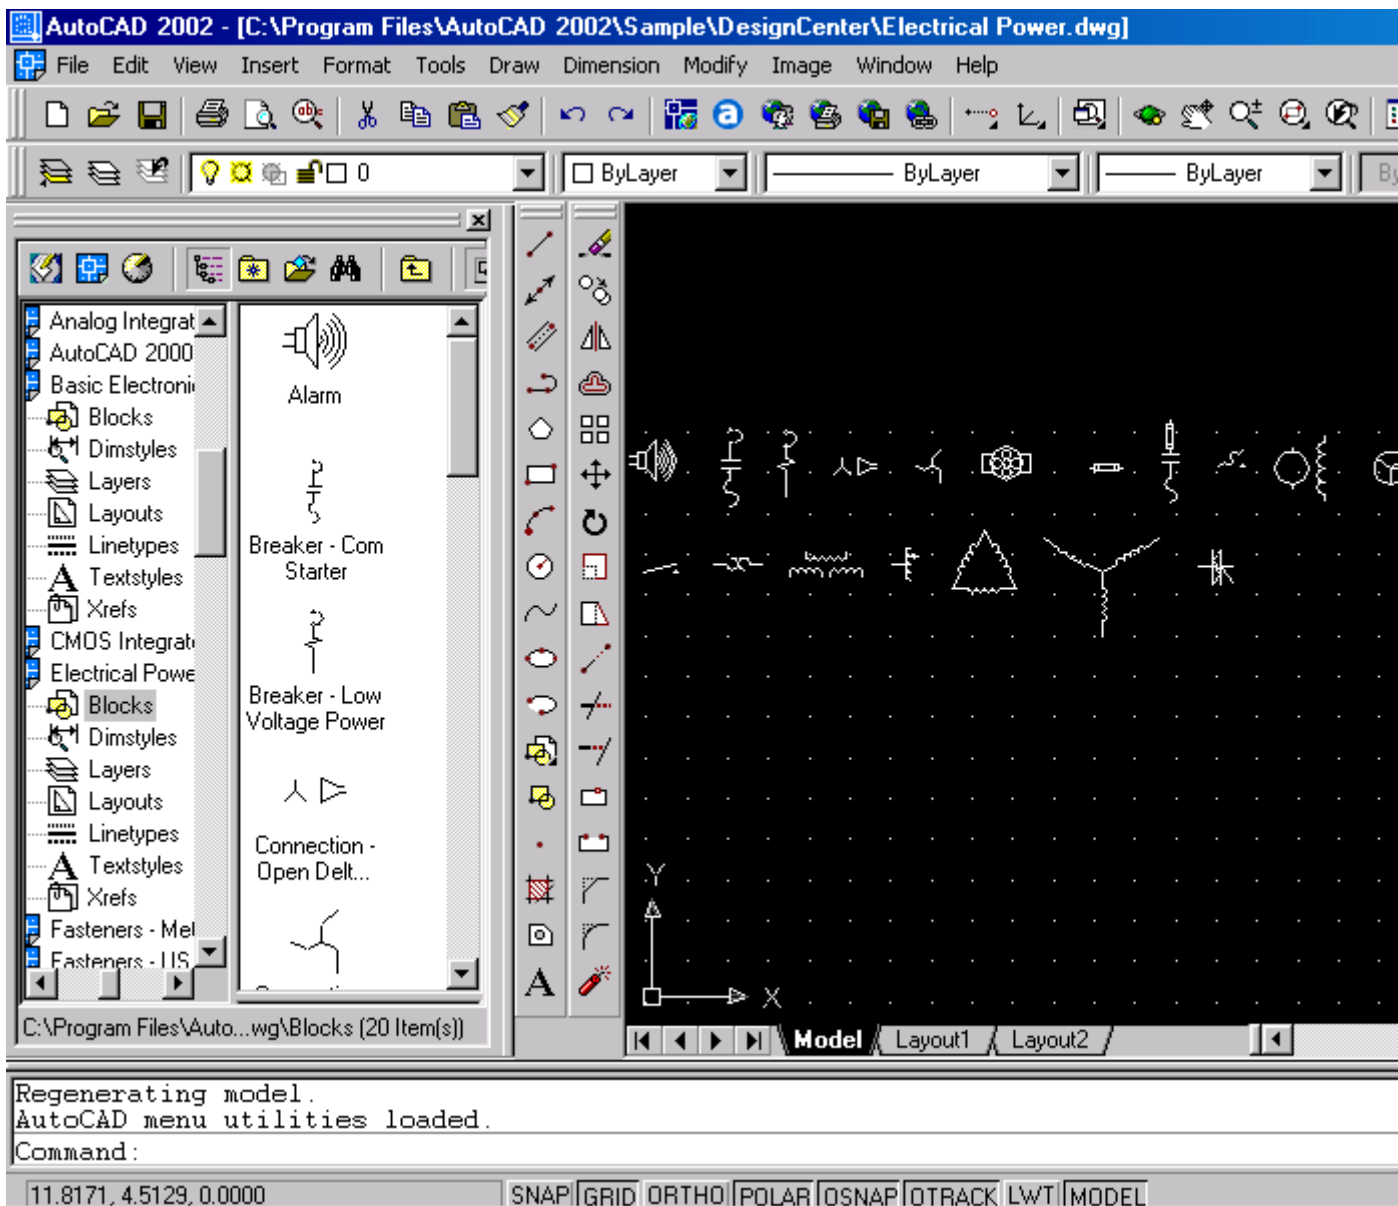 AutoCAD 2002 - [C:\Program Files\AutoCAD 2002\Sample\DesignCenter\Electrical Power.dwg]
File Edit View Insert Format Tools Draw Dimension Modify Image Window Help
0 ByLayer ByLayer ByLayer By
Analog Integrat
AutoCAD 2000
Basic Electroni
Blocks
Dimstyles
Layers
Layouts
Linetypes
Textstyles
Xrefs
CMOS Integrat
Electrical Powe
Blocks
Dimstyles
Layers
Layouts
Linetypes
Textstyles
Xrefs
Fasteners - Met
Fasteners - US
Alarm
Breaker - Com
Starter
Breaker - Low
Voltage Power
Connection -
Open Delt...
A
Y
X
C:\Program Files\Auto...wg\Blocks (20 Item(s))
Model Layout1 Layout2
Regenerating model.
AutoCAD menu utilities loaded.
Command:
11.8171, 4.5129, 0.0000 SNAP GRID ORTHO POLAR OSNAP OTRACK LWT MODEL